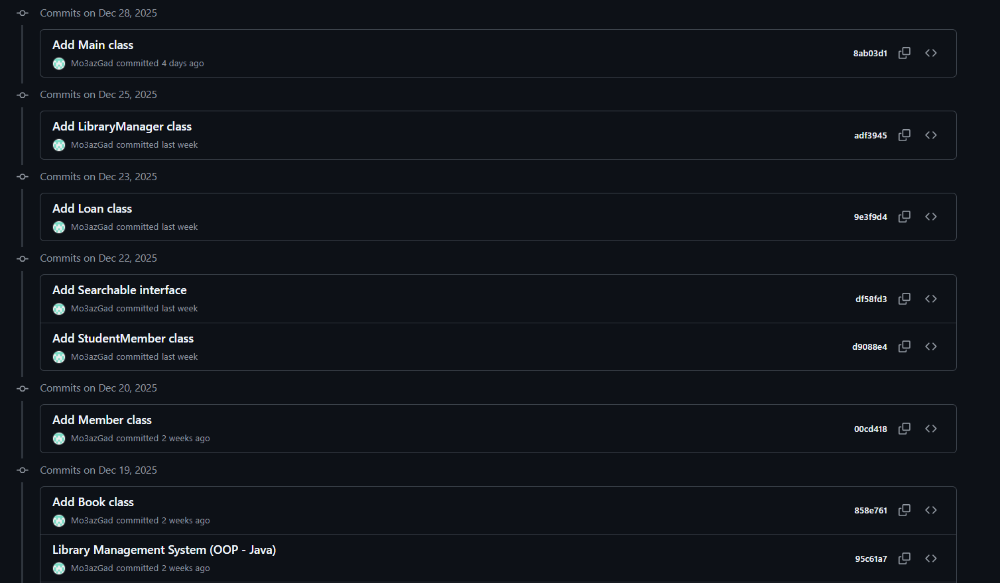 Commits on Dec 28, 2025
Add Main class
Mo3azGad committed 4 days ago
8ab03d1
Commits on Dec 25, 2025
Add LibraryManager class
Mo3azGad committed last week
adf3945
Commits on Dec 23, 2025
Add Loan class
Mo3azGad committed last week
9e3f9d4
Commits on Dec 22, 2025
Add Searchable interface
Mo3azGad committed last week
df58fd3
Add StudentMember class
Mo3azGad committed last week
d9088e4
Commits on Dec 20, 2025
Add Member class
Mo3azGad committed 2 weeks ago
00cd418
Commits on Dec 19, 2025
Add Book class
Mo3azGad committed 2 weeks ago
858e761
Library Management System (OOP - Java)
Mo3azGad committed 2 weeks ago
95c61a7